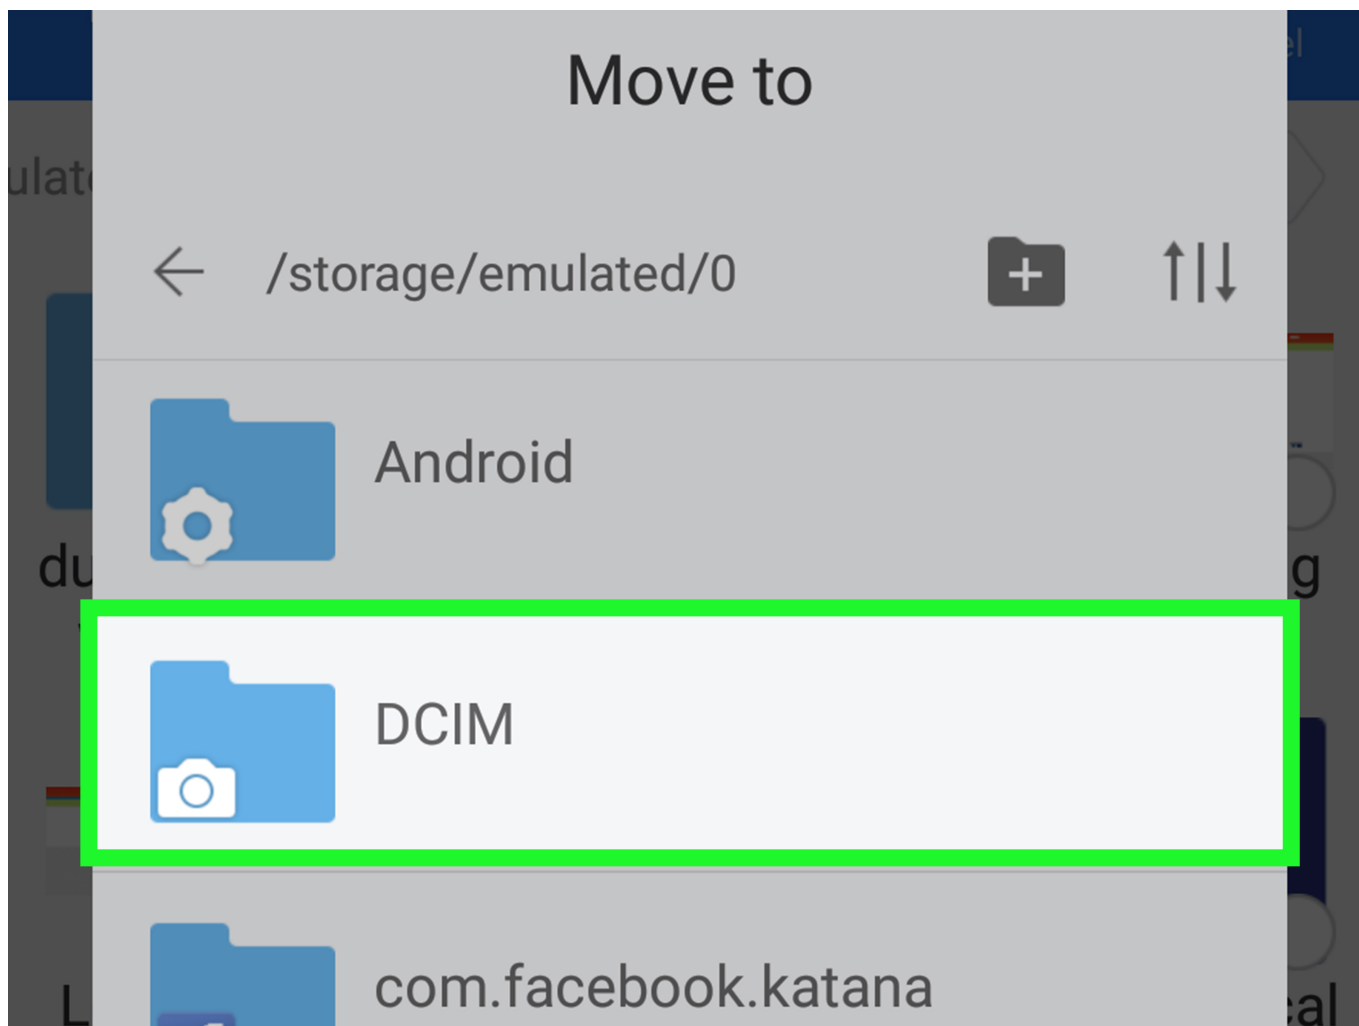 Move to
/storage/emulated/0
Android
DCIM
com.facebook.katana